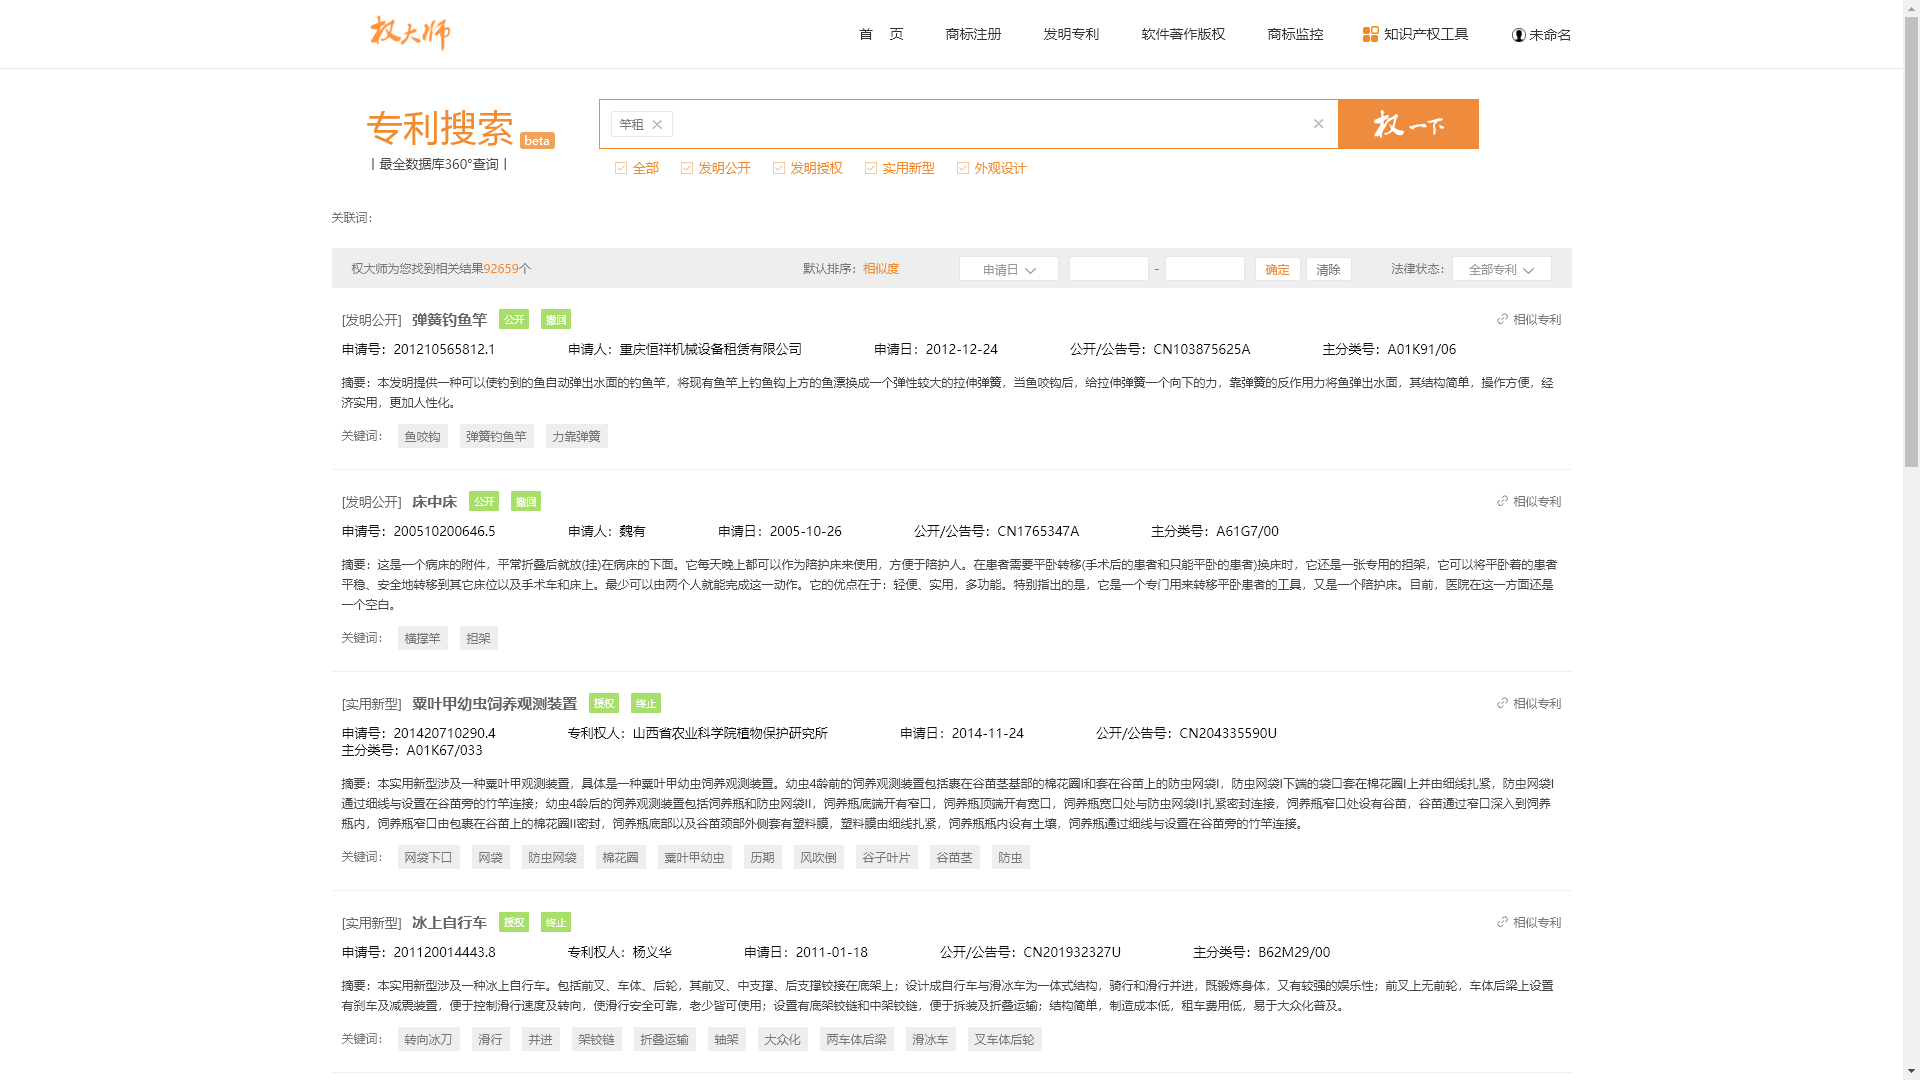 权大师
首 页 商标注册 发明专利 软件著作版权 商标监控 知识产权工具 未命名
专利搜索 beta
最全数据库360°查询
竿租
权一下
全部 发明公开 发明授权 实用新型 外观设计
关联词:
权大师为您找到相关结果92659个 默认排序: 相似度 申请日 - 确定 清除 法律状态: 全部专利
[发明公开] 弹簧钓鱼竿 公开 撤回 相似专利
申请号：201210565812.1 申请人：重庆恒祥机械设备租赁有限公司 申请日：2012-12-24 公开/公告号：CN103875625A 主分类号：A01K91/06
摘要：本发明提供一种可以使钓到的鱼自动弹出水面的钓鱼竿，将现有鱼竿上钓鱼钩上方的鱼漂换成一个弹性较大的拉伸弹簧，当鱼咬钩后，给拉伸弹簧一个向下的力，靠弹簧的反作用力将鱼弹出水面，其结构简单，操作方便，经
济实用，更加人性化。
关键词： 鱼咬钩 弹簧钓鱼竿 力靠弹簧
[发明公开] 床中床 公开 撤回 相似专利
申请号：200510200646.5 申请人：魏有 申请日：2005-10-26 公开/公告号：CN1765347A 主分类号：A61G7/00
摘要：这是一个病床的附件，平常折叠后就放(挂)在病床的下面。它每天晚上都可以作为陪护床来使用，方便于陪护人。在患者需要平卧转移(手术后的患者和只能平卧的患者)换床时，它还是一张专用的担架，它可以将平卧着的患者
平稳、安全地转移到其它床位以及手术车和床上。最少可以由两个人就能完成这一动作。它的优点在于：轻便、实用，多功能。特别指出的是，它是一个专门用来转移平卧患者的工具，又是一个陪护床。目前，医院在这一方面还是
一个空白。
关键词： 横撑竿 担架
[实用新型] 粟叶甲幼虫饲养观测装置 授权 终止 相似专利
申请号：201420710290.4 专利权人：山西省农业科学院植物保护研究所 申请日：2014-11-24 公开/公告号：CN204335590U
主分类号：A01K67/033
摘要：本实用新型涉及一种粟叶甲观测装置，具体是一种粟叶甲幼虫饲养观测装置。幼虫4龄前的饲养观测装置包括裹在谷苗茎基部的棉花圈I和套在谷苗上的防虫网袋I，防虫网袋I下端的袋口套在棉花圈I上并由细线扎紧，防虫网袋I
通过细线与设置在谷苗旁的竹竿连接；幼虫4龄后的饲养观测装置包括饲养瓶和防虫网袋II，饲养瓶底端开有窄口，饲养瓶顶端开有宽口，饲养瓶宽口处与防虫网袋II扎紧密封连接，饲养瓶窄口处设有谷苗，谷苗通过窄口深入到饲养
瓶内，饲养瓶窄口由包裹在谷苗上的棉花圈II密封，饲养瓶底部以及谷苗颈部外侧套有塑料膜，塑料膜由细线扎紧，饲养瓶瓶内设有土壤，饲养瓶通过细线与设置在谷苗旁的竹竿连接。
关键词： 网袋下口 网袋 防虫网袋 棉花圈 粟叶甲幼虫 历期 风吹倒 谷子叶片 谷苗茎 防虫
[实用新型] 冰上自行车 授权 终止 相似专利
申请号：201120014443.8 专利权人：杨义华 申请日：2011-01-18 公开/公告号：CN201932327U 主分类号：B62M29/00
摘要：本实用新型涉及一种冰上自行车。包括前叉、车体、后轮，其前叉、中支撑、后支撑铰接在底架上；设计成自行车与滑冰车为一体式结构，骑行和滑行并进，既锻炼身体，又有较强的娱乐性；前叉上无前轮，车体后梁上设置
有刹车及减震装置，便于控制滑行速度及转向，使滑行安全可靠，老少皆可使用；设置有底架铰链和中架铰链，便于拆装及折叠运输；结构简单，制造成本低，租车费用低，易于大众化普及。
关键词： 转向冰刀 滑行 并进 架铰链 折叠运输 轴架 大众化 两车体后梁 滑冰车 叉车体后轮